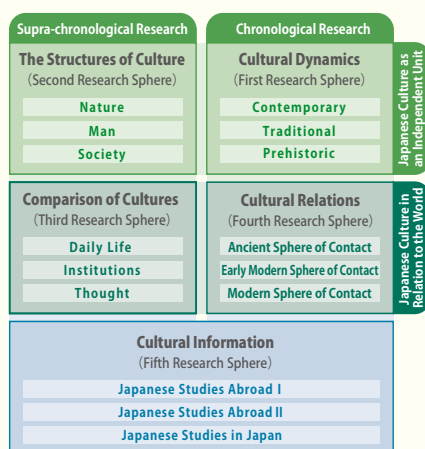 Supra-chronological Research
Chronological Research
The Structures of Culture
(Second Research Sphere)
Nature
Man
Society
Cultural Dynamics
(First Research Sphere)
Contemporary
Traditional
Prehistoric
Japanese Culture as
an Independent Unit
Comparison of Cultures
(Third Research Sphere)
Daily Life
Institutions
Thought
Cultural Relations
(Fourth Research Sphere)
Ancient Sphere of Contact
Early Modern Sphere of Contact
Modern Sphere of Contact
Japanese Culture in
Relation to the World
Cultural Information
(Fifth Research Sphere)
Japanese Studies Abroad I
Japanese Studies Abroad II
Japanese Studies in Japan